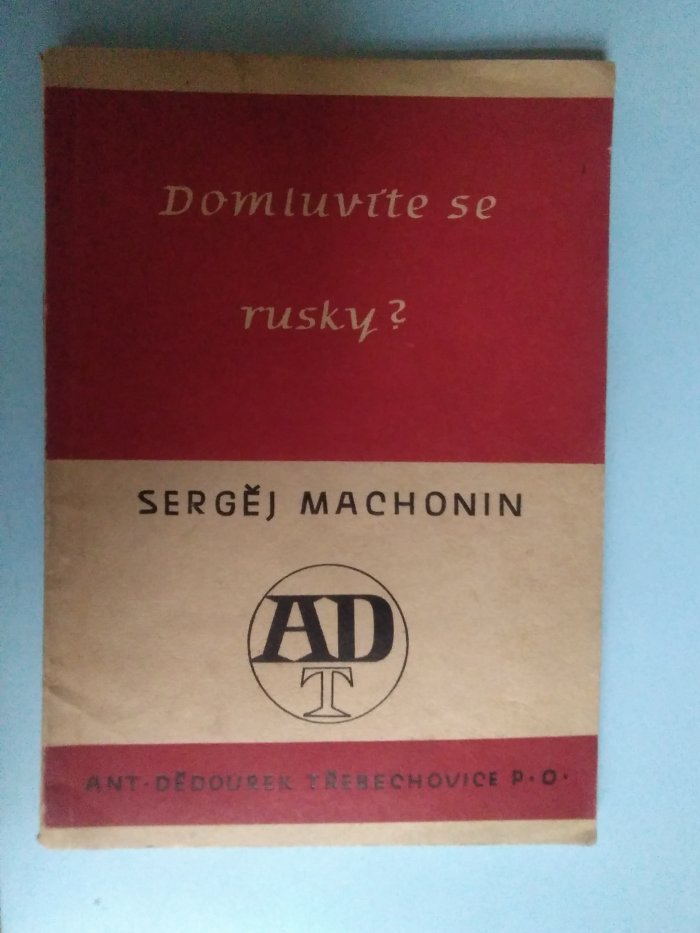 Domluvíte se
rusky?
SERGĚJ MACHONIN
AD
T
ANT·DĚDOUREK TŘEBECHOVICE P·O·